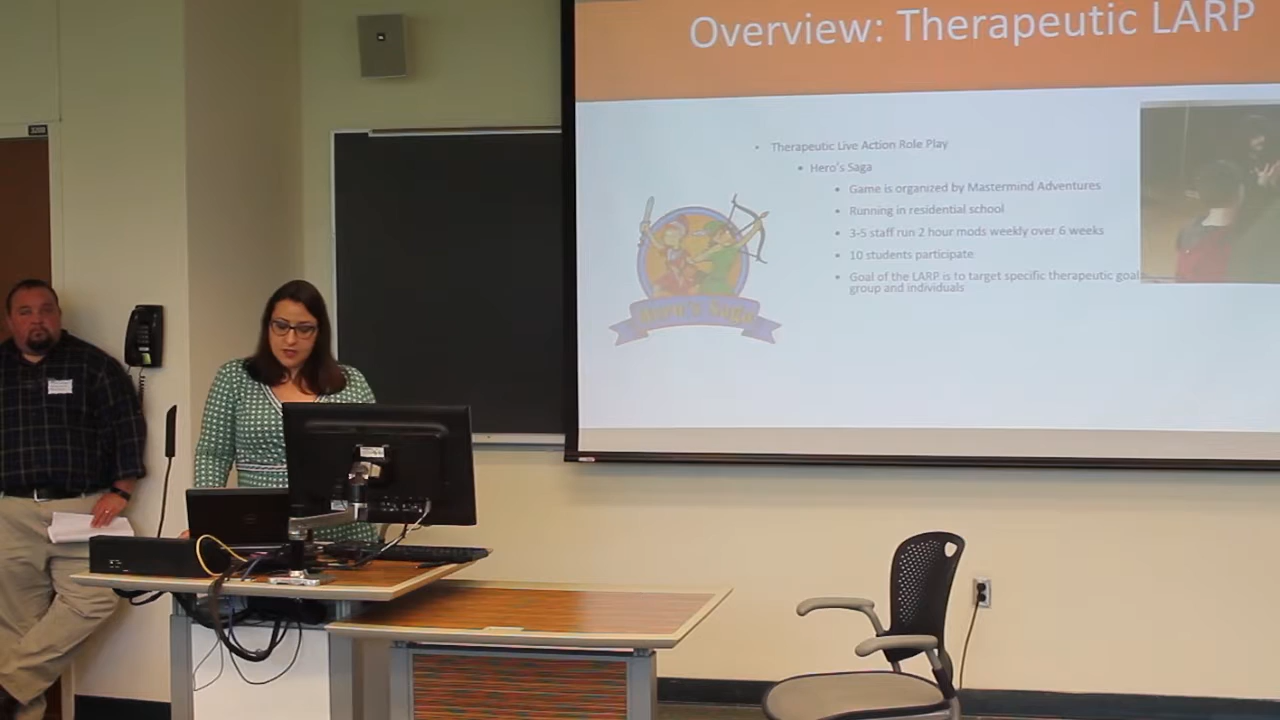 Overview: Therapeutic LARP
Therapeutic Live Action Role Play
Hero's Saga
Game is organized by Mastermind Adventures
Running in residential school
3-5 staff run 2 hour mods weekly over 6 weeks
10 students participate
Goal of the LARP is to target specific therapeutic goal
group and individuals
Hero's Saga